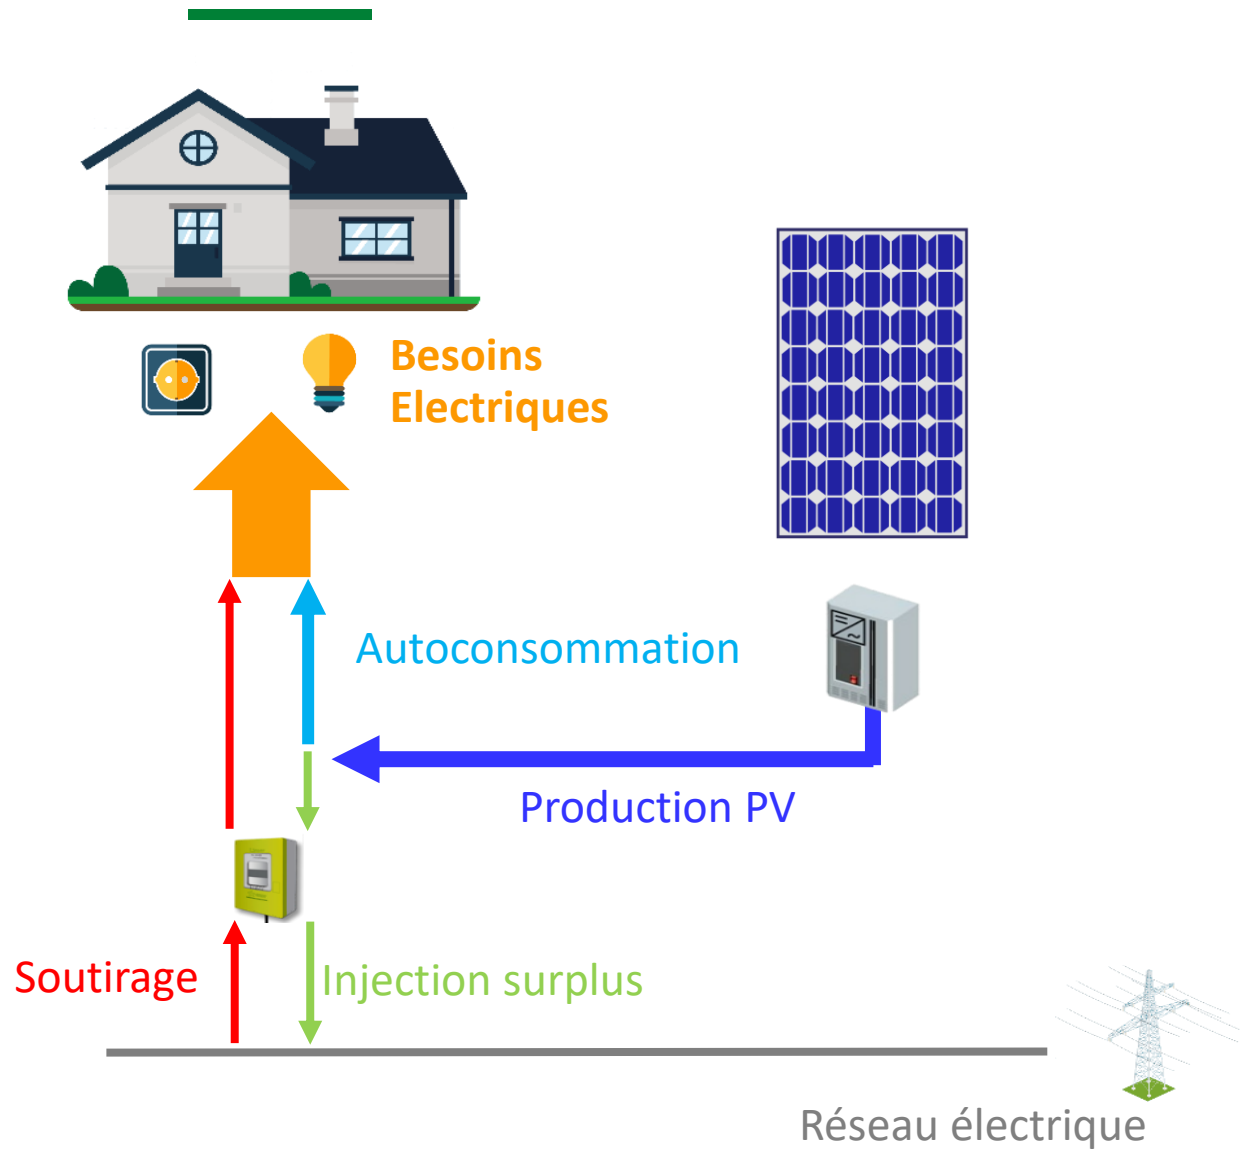 Besoins
Electriques
Autoconsommation
Production PV
Soutirage
Injection surplus
Réseau électrique